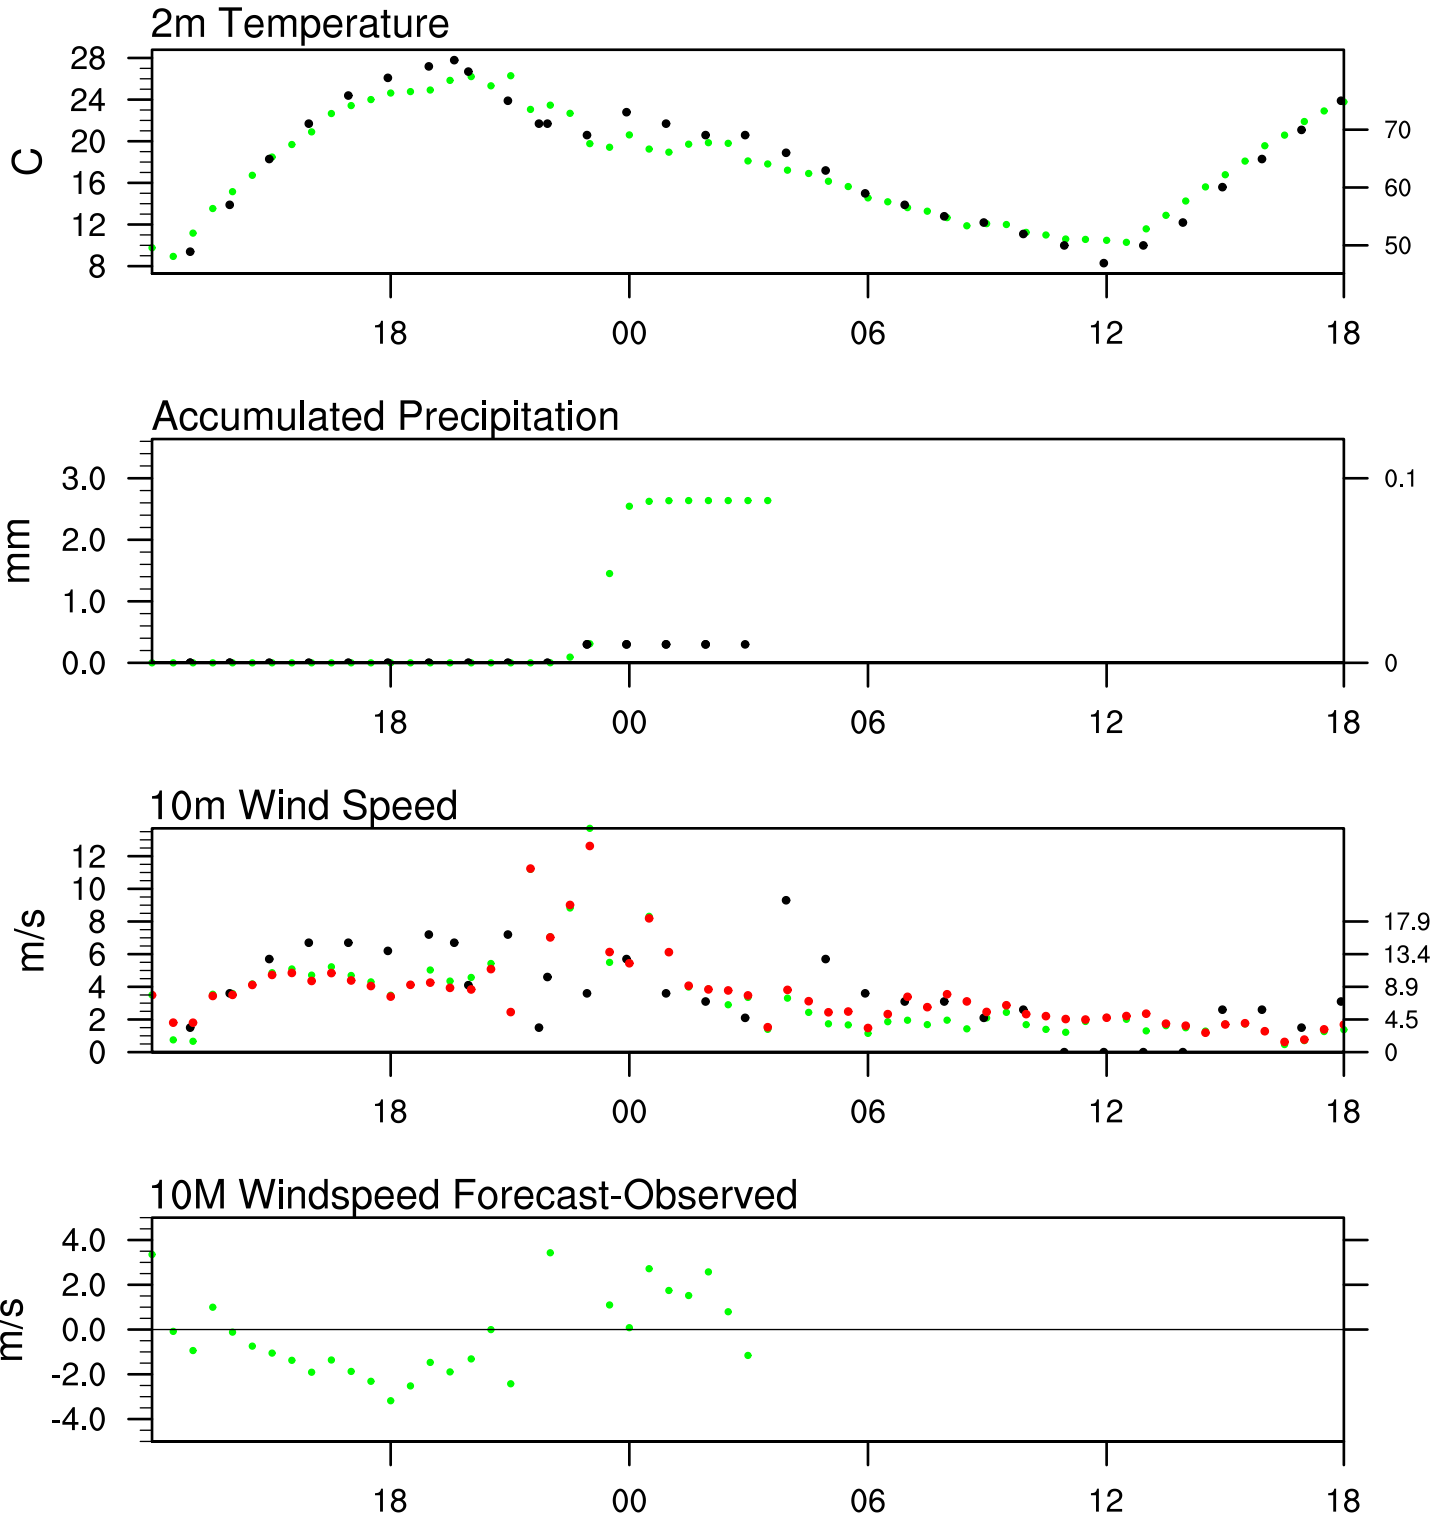 2m Temperature
28
24
20
16
12
8
C
70
60
50
18 00 06 12 18
Accumulated Precipitation
3.0
2.0
1.0
0.0
mm
0.1
0
18 00 06 12 18
10m Wind Speed
12
10
8
6
4
2
0
m/s
17.9
13.4
8.9
4.5
0
18 00 06 12 18
10M Windspeed Forecast-Observed
4.0
2.0
0.0
-2.0
-4.0
m/s
18 00 06 12 18